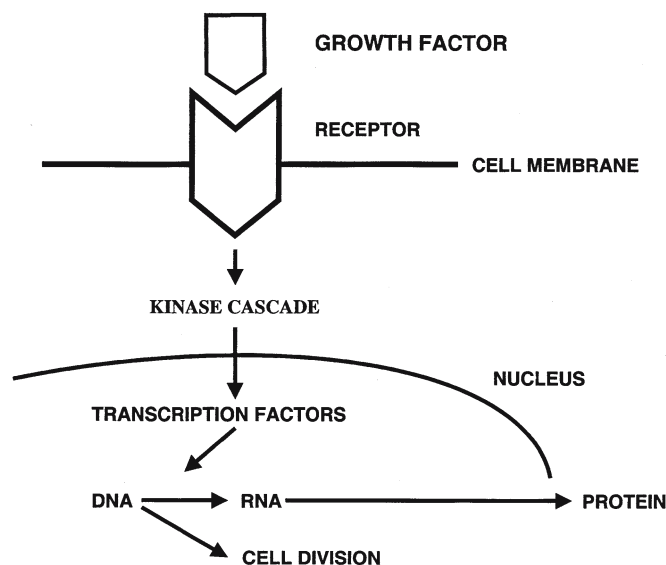 GROWTH FACTOR
RECEPTOR
CELL MEMBRANE
KINASE CASCADE
NUCLEUS
TRANSCRIPTION FACTORS
DNA
RNA
PROTEIN
CELL DIVISION